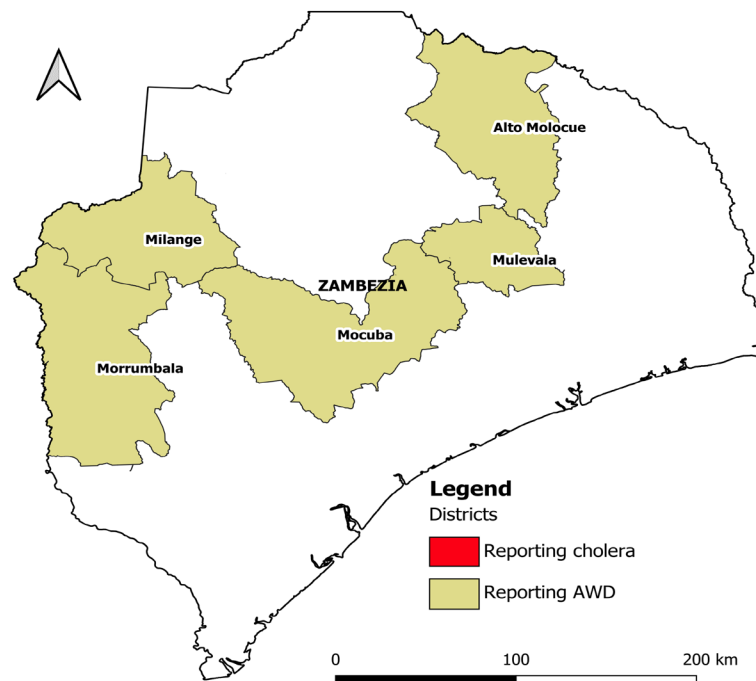 Alto Molocue
Milange
Mulevala
ZAMBEZIA
Mocuba
Morrumbala
Legend
Districts
Reporting cholera
Reporting AWD
0 100 200 km